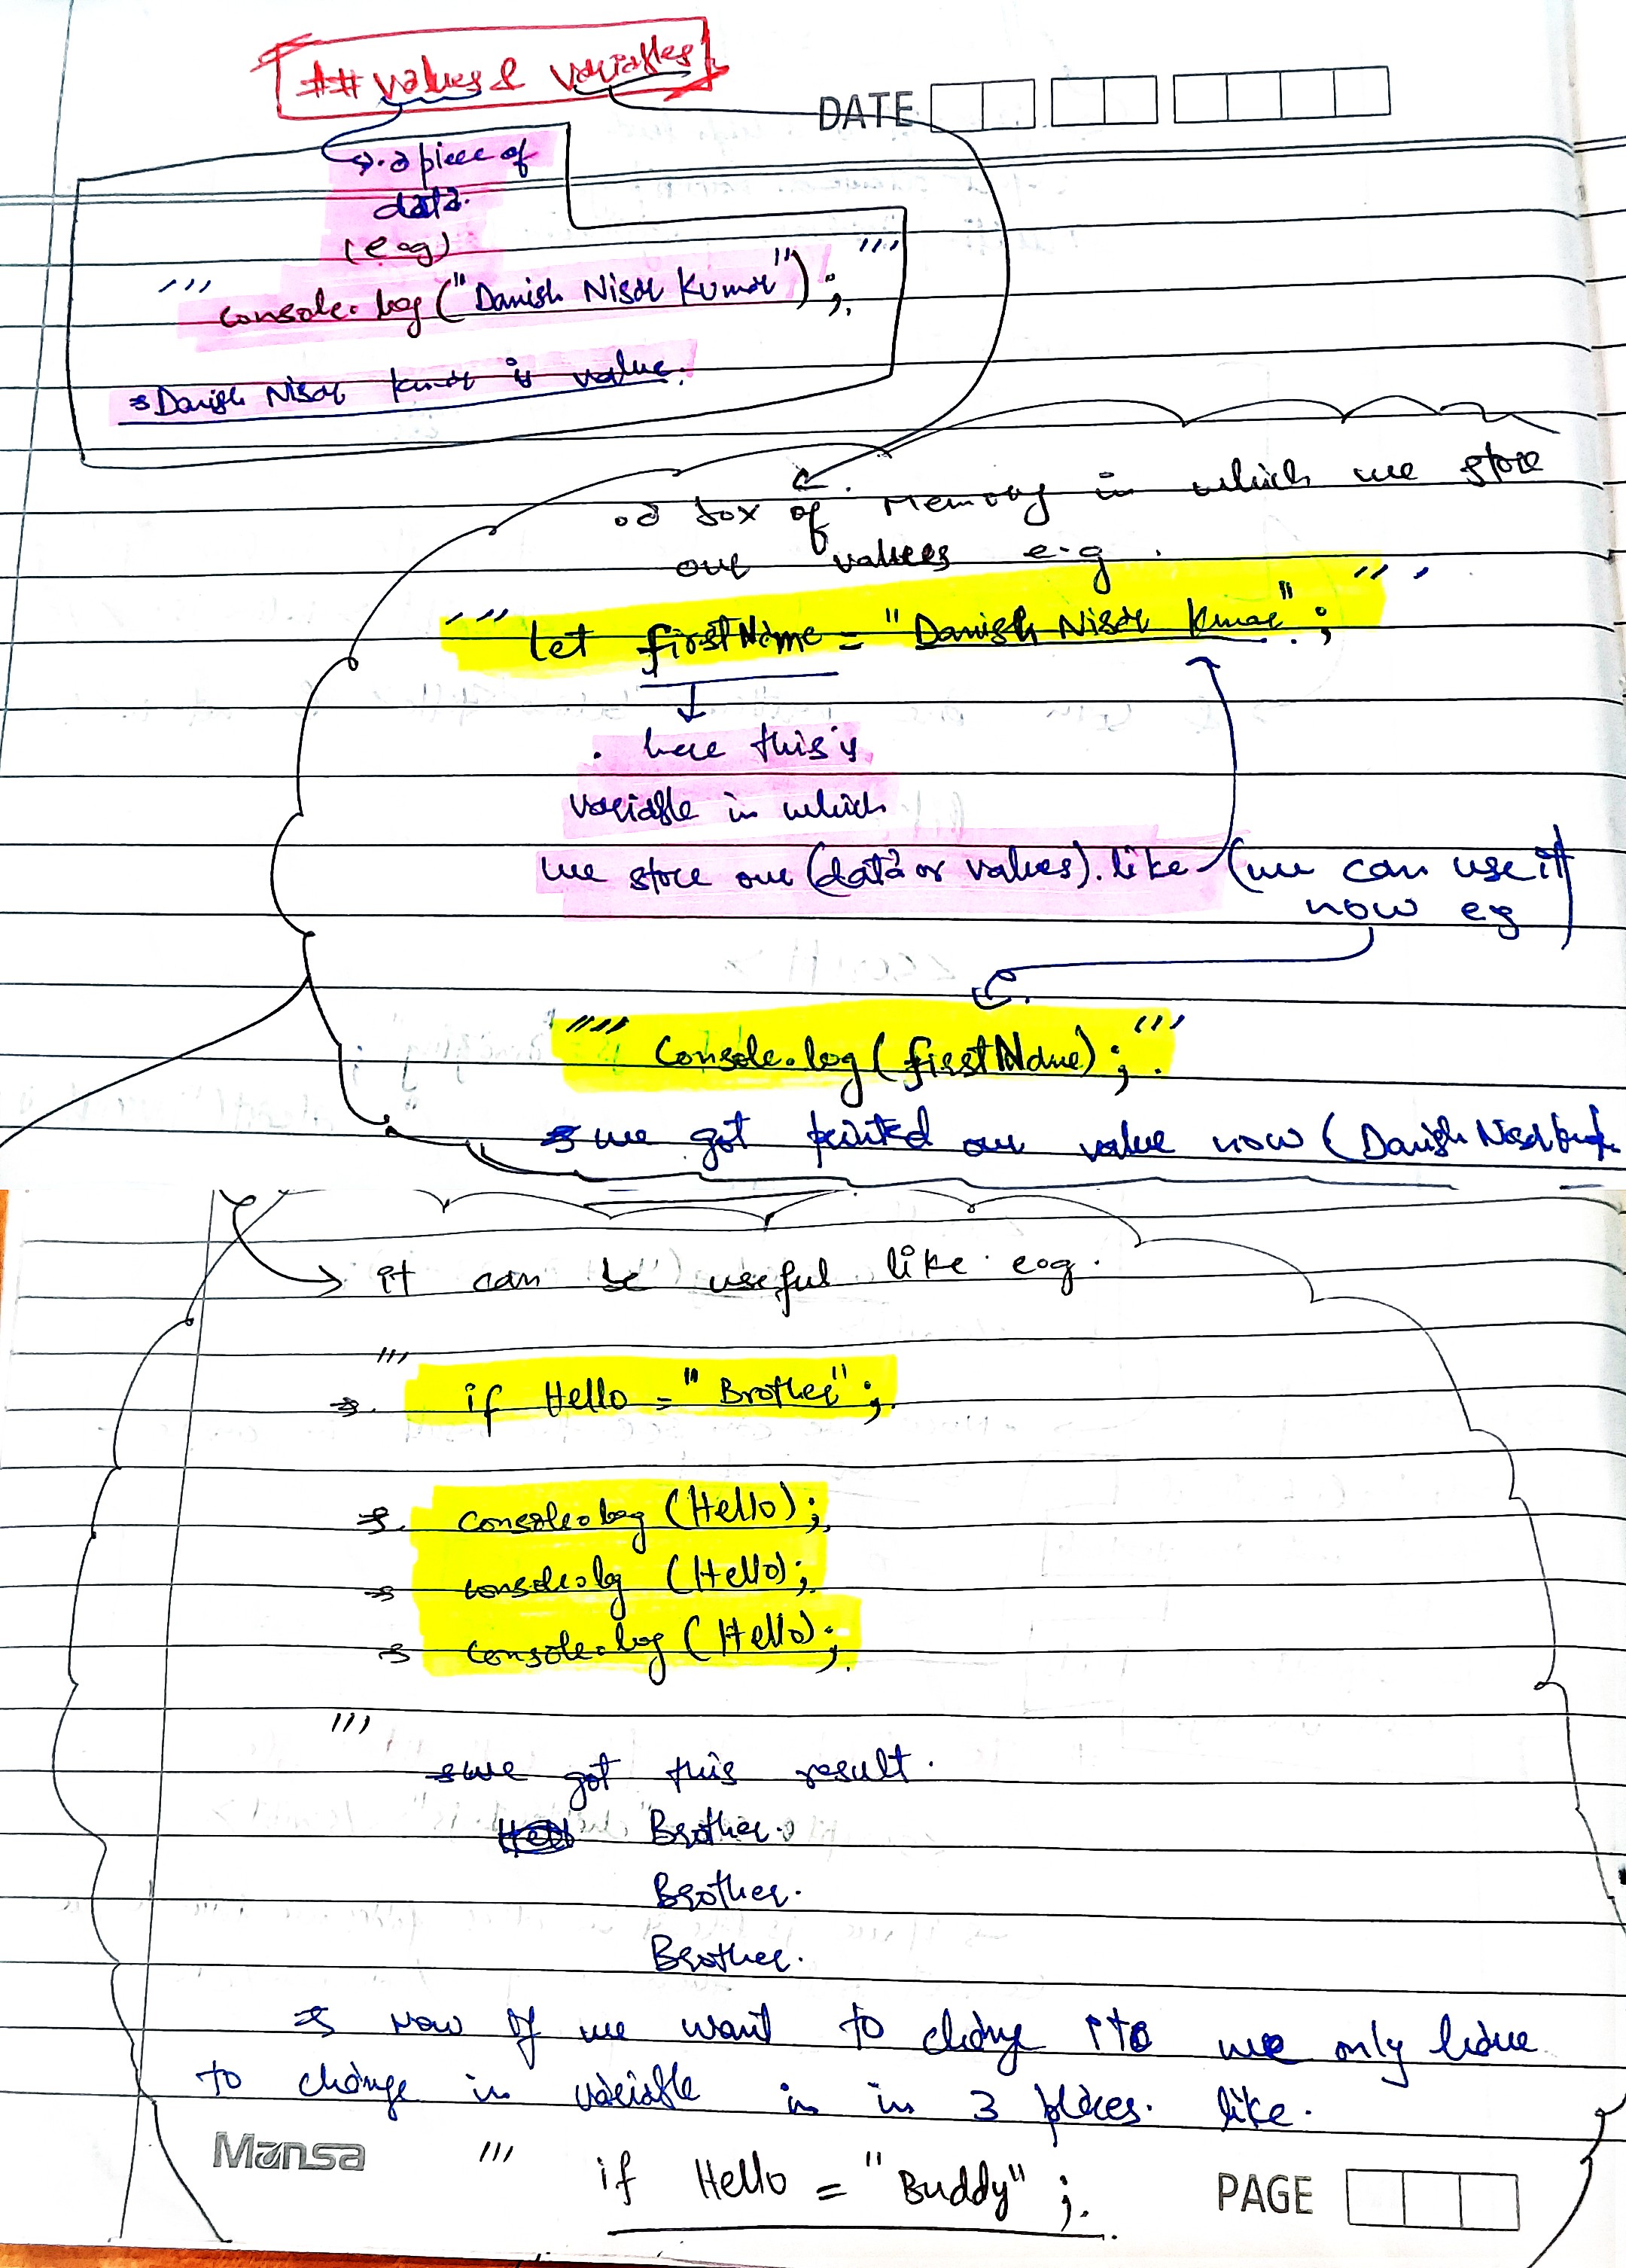 ## Values & Variables
DATE
→. a piece of
data.
(e.g)
''' console.log("Danish Nisar Kumar"); '''
⇒ Danish Nisar Kumar is value.
. a box of Memory in which we store
our values e.g.
''' let firstName = "Danish Nisar Kumar"; '''
. here this is
variable in which
we store our (data or values). like (we can use it
now eg
''' Console.log(firstName); '''
⇒ we got printed our value now (Danish Nisar
it can be useful like e.g.
'''
⇒. if Hello = "Brother";
⇒. console.log (Hello);
⇒ console.log (Hello);
⇒ console.log (Hello);
'''
⇒ we got this result.
Brother.
Brother.
Brother.
⇒ Now if we want to change it we only have
to change in variable in in 3 places. like.
Mansa
''' if Hello = "Buddy";.
PAGE